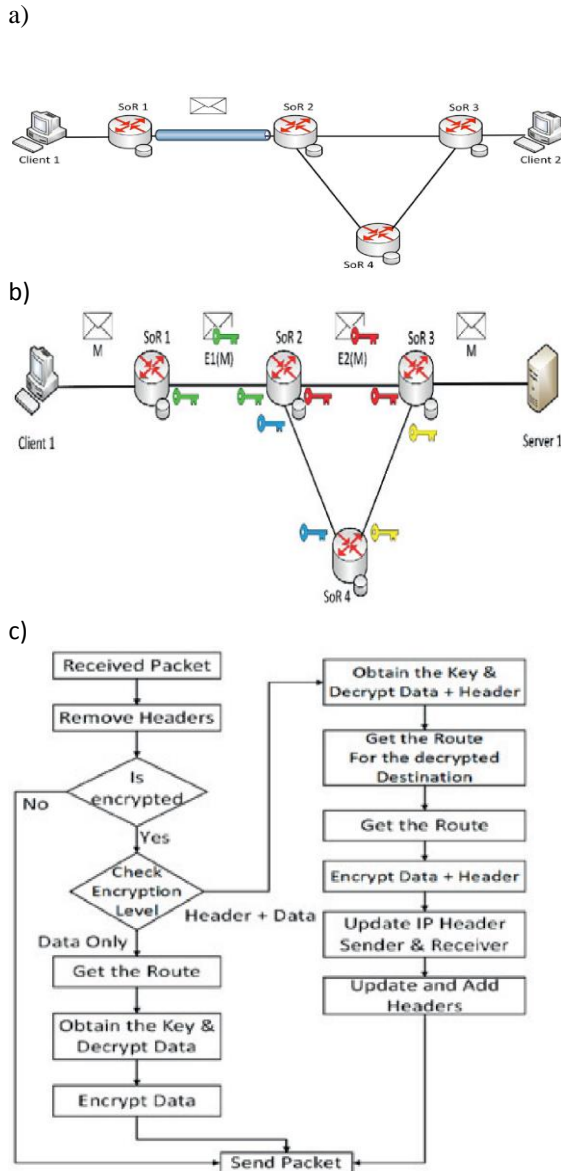 a)
SoR 1
SoR 2
SoR 3
Client 1
Client 2
SoR 4
b)
M
SoR 1
E1(M)
SoR 2
E2(M)
SoR 3
M
Client 1
Server 1
SoR 4
c)
Received Packet
Remove Headers
Is
encrypted
No
Yes
Check
Encryption
Level
Header + Data
Data Only
Get the Route
Obtain the Key &
Decrypt Data
Encrypt Data
Obtain the Key &
Decrypt Data + Header
Get the Route
For the decrypted
Destination
Get the Route
Encrypt Data + Header
Update IP Header
Sender & Receiver
Update and Add
Headers
Send Packet